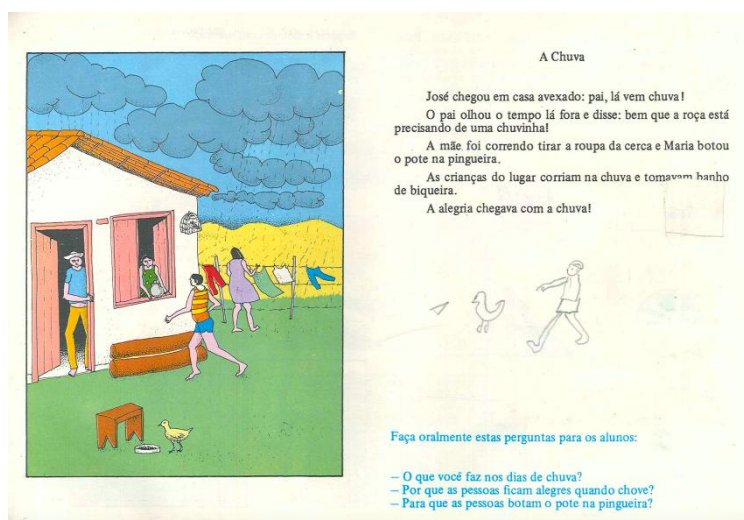 A Chuva
José chegou em casa avexado: pai, lá vem chuva!
O pai olhou o tempo lá fora e disse: bem que a roça está
precisando de uma chuvinha!
A mãe foi correndo tirar a roupa da cerca e Maria botou
o pote na pingueira.
As crianças do lugar corriam na chuva e tomavam banho
de biqueira.
A alegria chegava com a chuva!
Faça oralmente estas perguntas para os alunos:
— O que você faz nos dias de chuva?
— Por que as pessoas ficam alegres quando chove?
— Para que as pessoas botam o pote na pingueira?